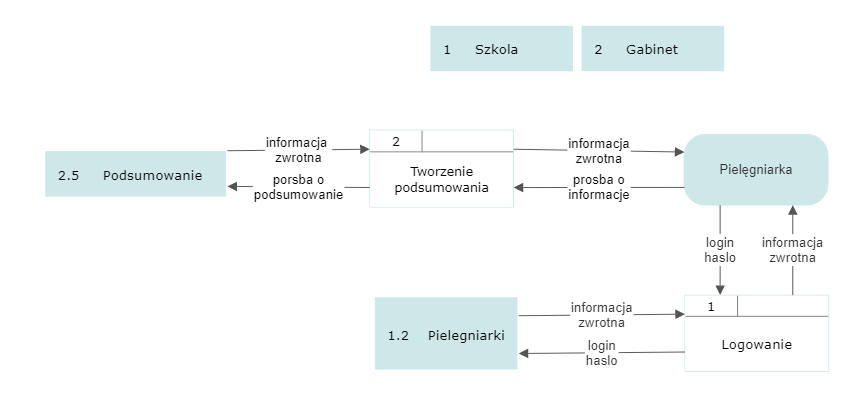 1 Szkola
2 Gabinet
informacja
zwrotna
2
informacja
zwrotna
2.5 Podsumowanie
Tworzenie
podsumowania
Pielęgniarka
porsba o
podsumowanie
prosba o
informacje
login
haslo
informacja
zwrotna
1.2 Pielegniarki
informacja
zwrotna
1
Logowanie
login
haslo